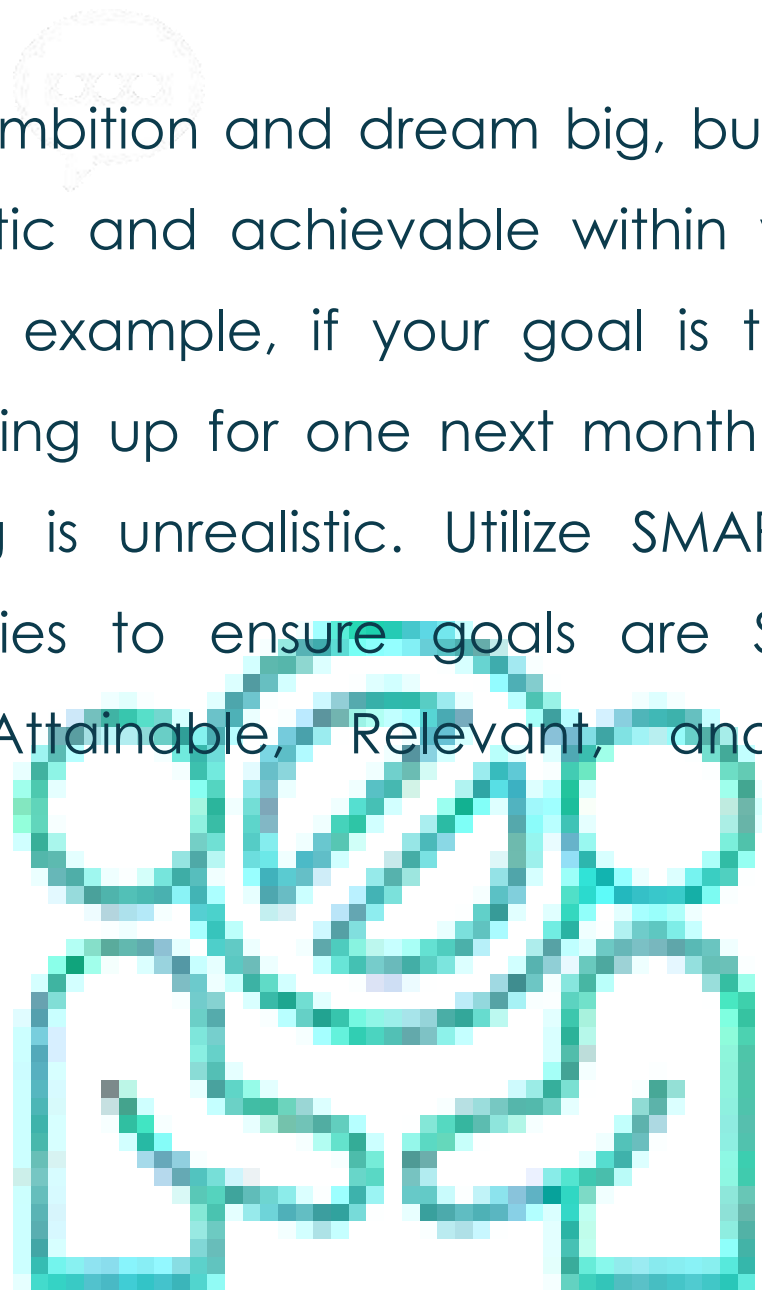 mbition and dream big, bu
tic and achievable within
example, if your goal is t
ing up for one next month
is unrealistic. Utilize SMAR
ies to ensure goals are S
Attainable, Relevant, and